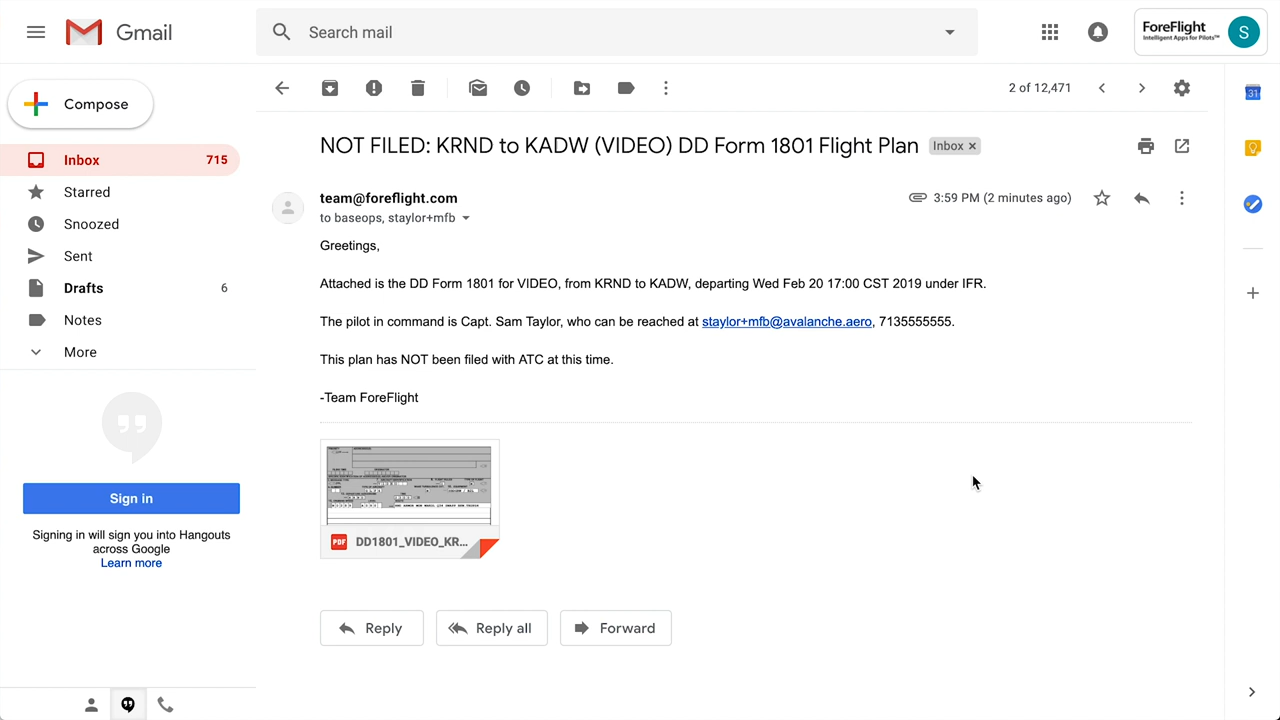 Gmail
Search mail
ForeFlight
Intelligent Apps for Pilots™
S
Compose
2 of 12,471
31
Inbox 715
Starred
Snoozed
Sent
Drafts 6
Notes
More
NOT FILED: KRND to KADW (VIDEO) DD Form 1801 Flight Plan Inbox ×
team@foreflight.com 3:59 PM (2 minutes ago)
to baseops, staylor+mfb
Greetings,
Attached is the DD Form 1801 for VIDEO, from KRND to KADW, departing Wed Feb 20 17:00 CST 2019 under IFR.
The pilot in command is Capt. Sam Taylor, who can be reached at staylor+mfb@avalanche.aero, 7135555555.
This plan has NOT been filed with ATC at this time.
-Team ForeFlight
PDF DD1801_VIDEO_KR...
Sign in
Signing in will sign you into Hangouts
across Google
Learn more
Reply
Reply all
Forward